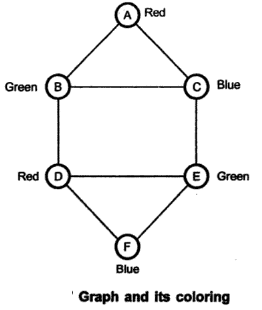 A Red
Green B C Blue
Red D E Green
F
Blue
Graph and its coloring